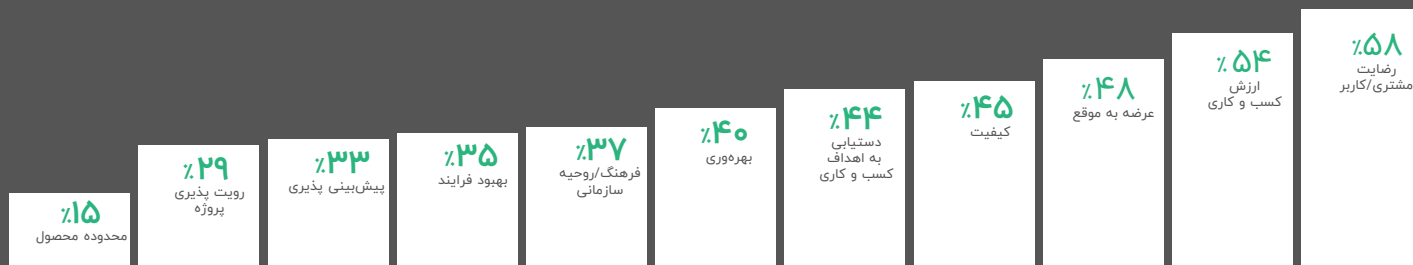 ٪۵۸
رضایت
مشتری/کاربر
٪۵۴
ارزش
کسب و کاری
٪۴۸
عرضه به موقع
٪۴۵
کیفیت
٪۴۴
دستیابی
به اهداف
کسب و کاری
٪۴۰
بهره‌وری
٪۳۷
فرهنگ/روحیه
سازمانی
٪۳۵
بهبود فرایند
٪۳۳
پیش‌بینی پذیری
٪۲۹
رویت پذیری
پروژه
٪۱۵
محدوده محصول